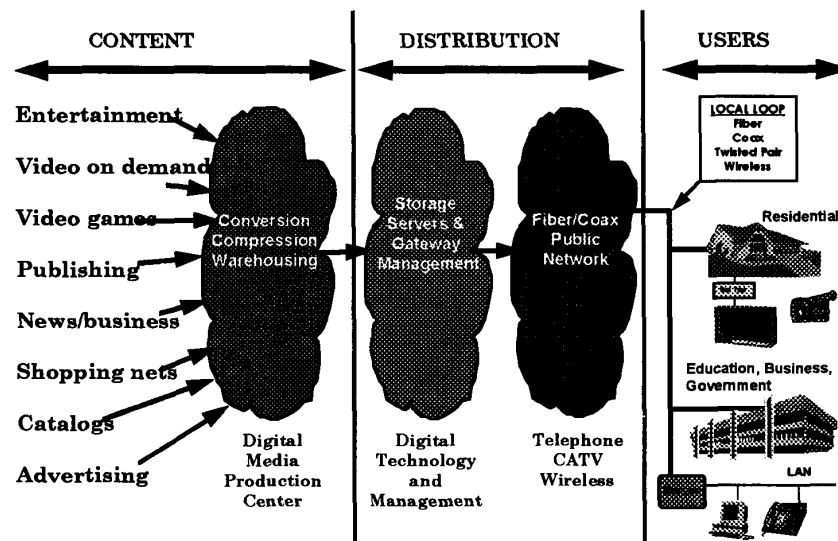 CONTENT
DISTRIBUTION
USERS
Entertainment
Video on demand
Video games
Publishing
News/business
Shopping nets
Catalogs
Advertising
Conversion
Compression
Warehousing
Digital
Media
Production
Center
Storage
Servers &
Gateway
Management
Digital
Technology
and
Management
Fiber/Coax
Public
Network
Telephone
CATV
Wireless
LOCAL LOOP
Fiber
Coax
Twisted Pair
Wireless
Residential
Education, Business,
Government
LAN